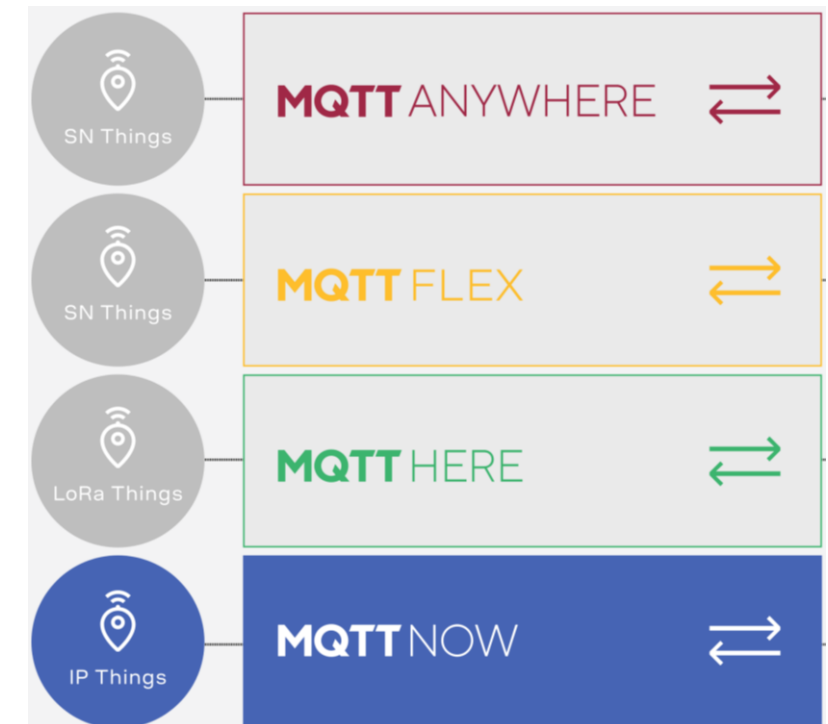 SN Things
MQTT ANYWHERE
SN Things
MQTT FLEX
LoRa Things
MQTT HERE
IP Things
MQTT NOW